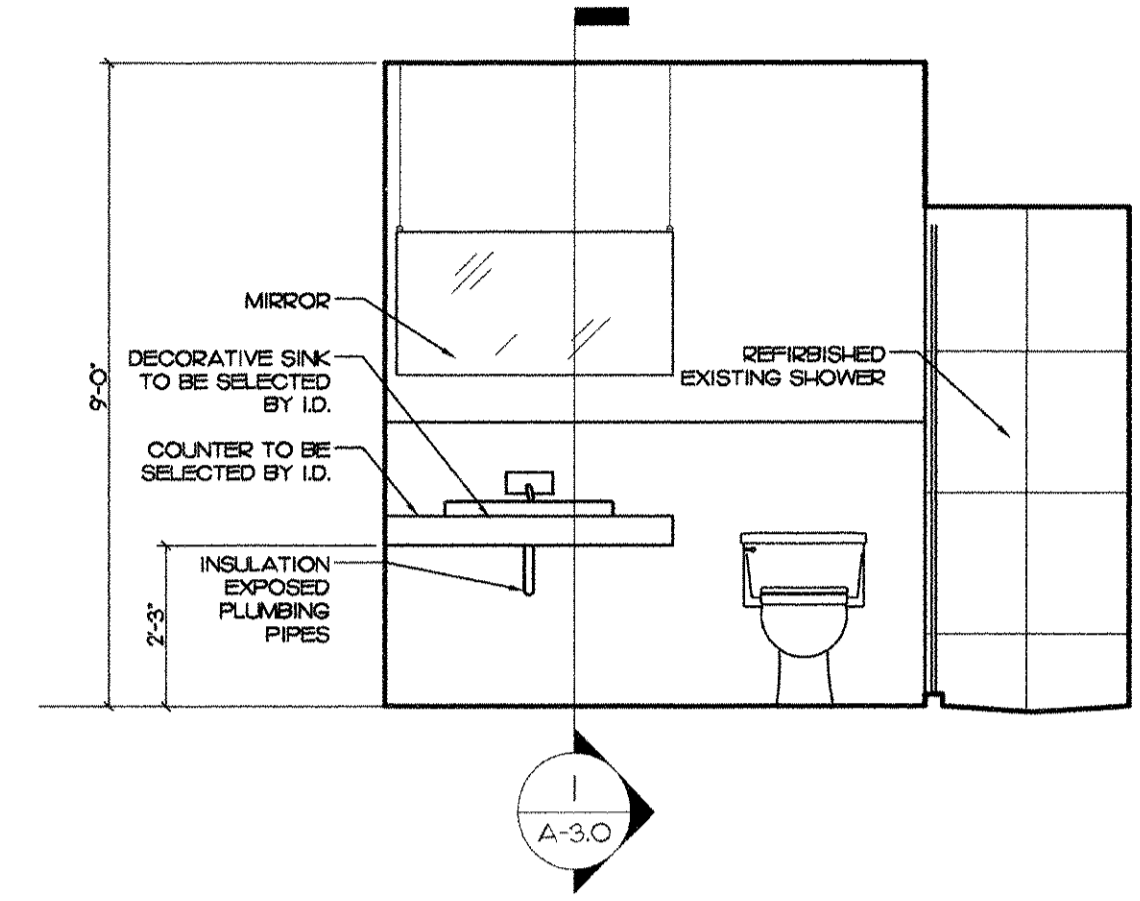 MIRROR
DECORATIVE SINK
TO BE SELECTED
BY I.D.
COUNTER TO BE
SELECTED BY I.D.
INSULATION
EXPOSED
PLUMBING
PIPES
REFIRBISHED
EXISTING SHOWER
9'-0"
2'-3"
1
A-3.0